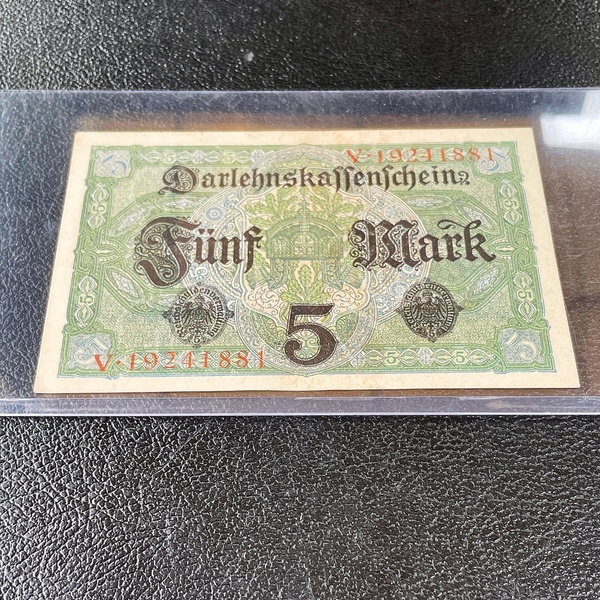 V·19241881
Darlehnskassenschein
Fünf Mark
5
V·19241881